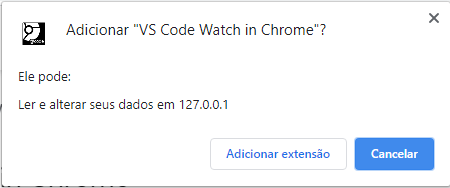 Adicionar "VS Code Watch in Chrome"?
Ele pode:
Ler e alterar seus dados em 127.0.0.1
Adicionar extensão
Cancelar